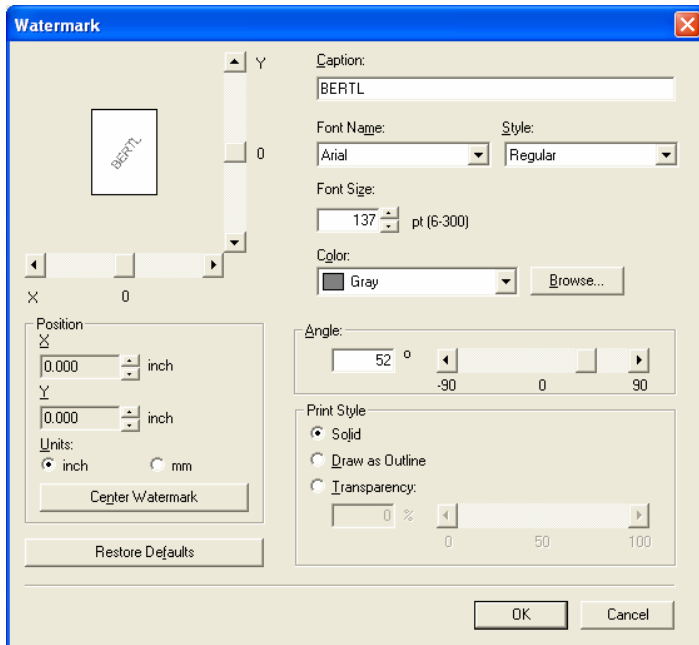 Watermark
Y
BERTL
0
X 0
Caption:
BERTL
Font Name: Style:
Arial Regular
Font Size:
137 pt (6-300)
Color:
Gray Browse...
Position
X
0.000 inch
Y
0.000 inch
Units:
inch mm
Center Watermark
Restore Defaults
Angle:
52 °
-90 0 90
Print Style
Solid
Draw as Outline
Transparency:
0 %
0 50 100
OK Cancel